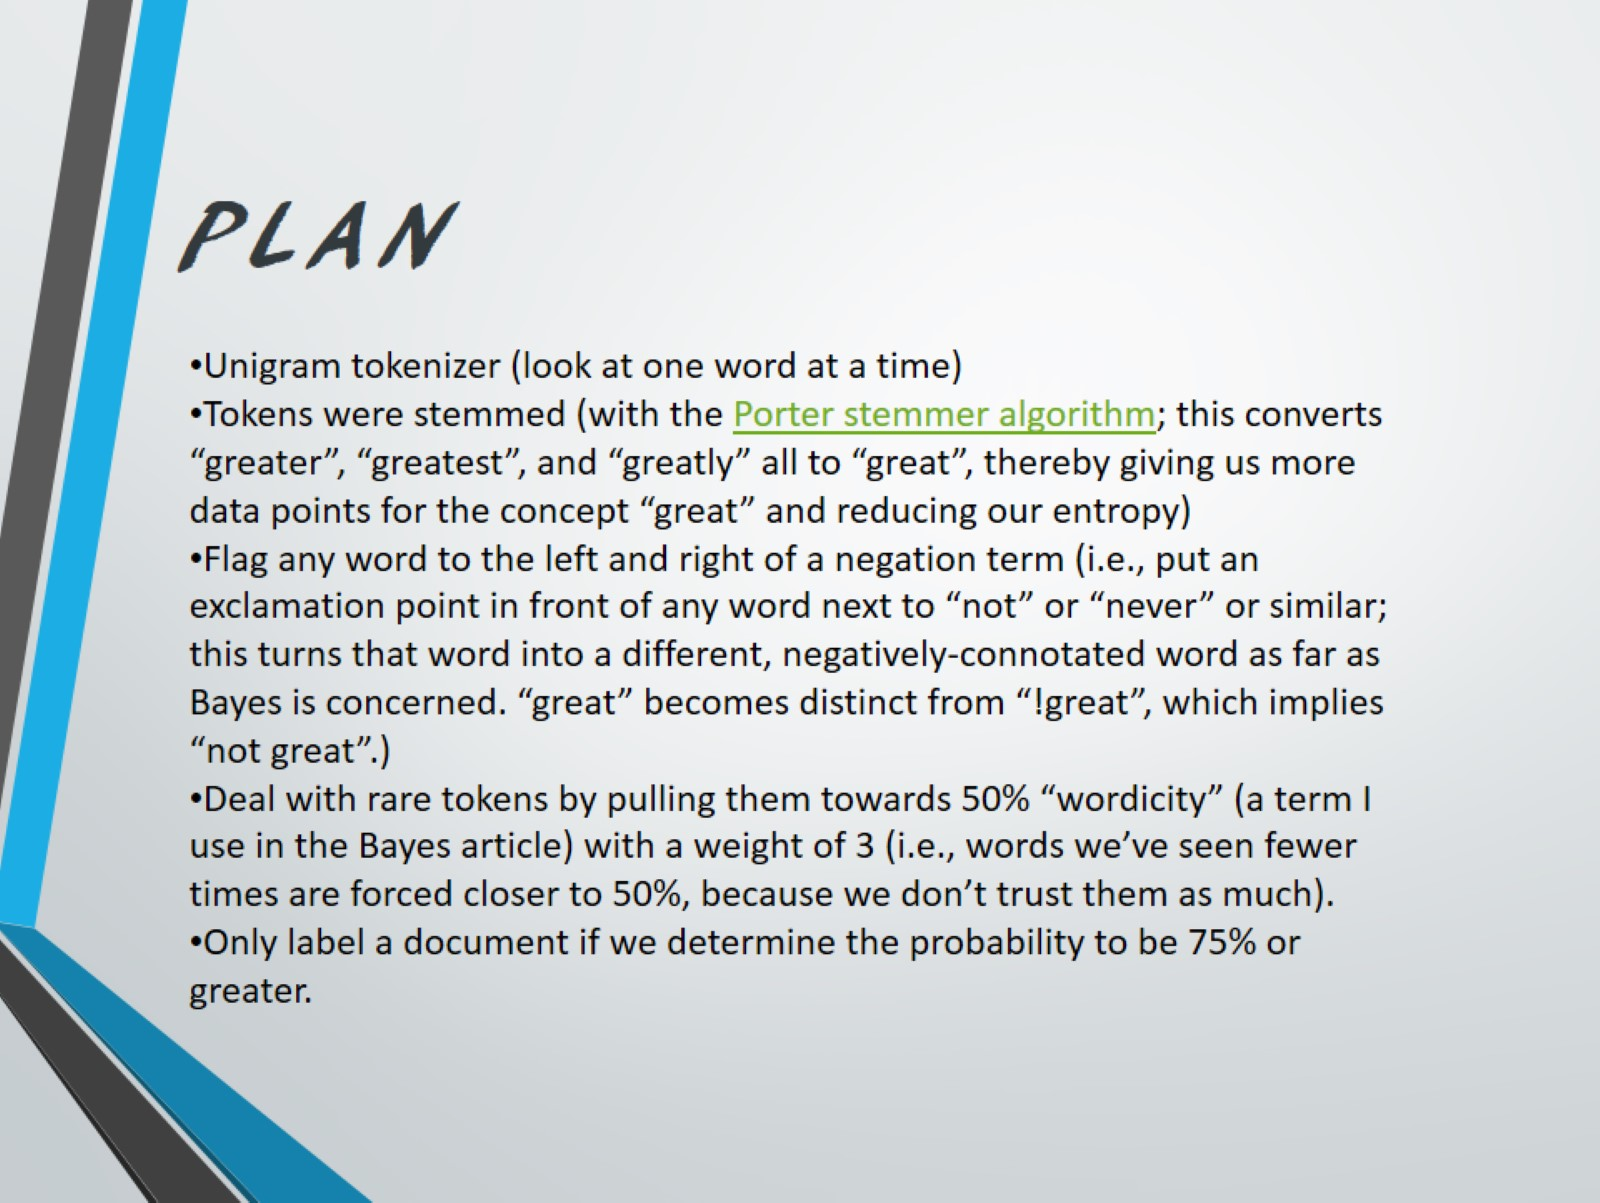 PLAN
•Unigram tokenizer (look at one word at a time)
•Tokens were stemmed (with the Porter stemmer algorithm; this converts
“greater”, “greatest”, and “greatly” all to “great”, thereby giving us more
data points for the concept “great” and reducing our entropy)
•Flag any word to the left and right of a negation term (i.e., put an
exclamation point in front of any word next to “not” or “never” or similar;
this turns that word into a different, negatively-connotated word as far as
Bayes is concerned. “great” becomes distinct from “!great”, which implies
“not great”.)
•Deal with rare tokens by pulling them towards 50% “wordicity” (a term I
use in the Bayes article) with a weight of 3 (i.e., words we’ve seen fewer
times are forced closer to 50%, because we don’t trust them as much).
•Only label a document if we determine the probability to be 75% or
greater.